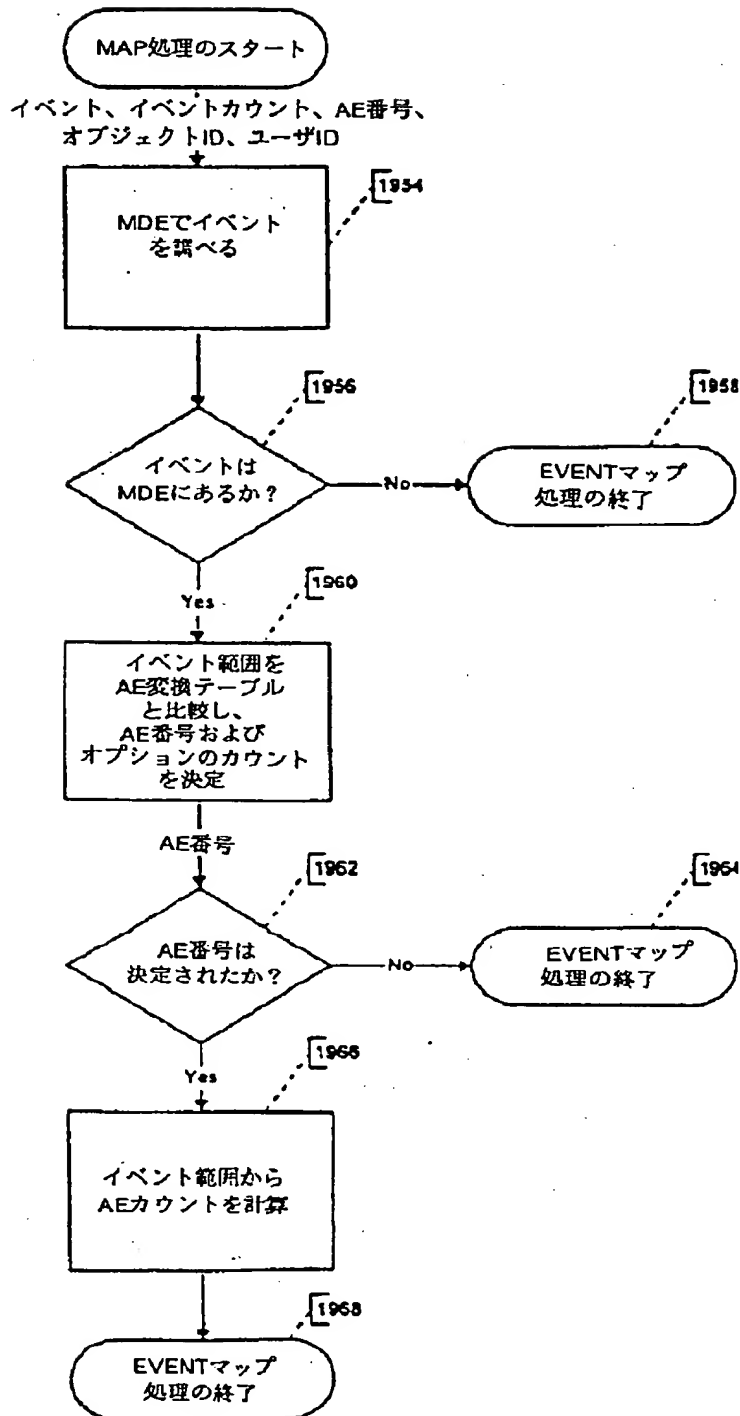 MAP処理のスタート
イベント、イベントカウント、AE番号、
オブジェクトID、ユーザID
1954
MDEでイベント
を調べる
1956
1958
イベントは
MDEにあるか?
No
EVENTマップ
処理の終了
Yes
1960
イベント範囲を
AE変換テーブル
と比較し、
AE番号および
オプションのカウント
を決定
AE番号
1962
1964
AE番号は
決定されたか?
No
EVENTマップ
処理の終了
Yes
1966
イベント範囲から
AEカウントを計算
1968
EVENTマップ
処理の終了